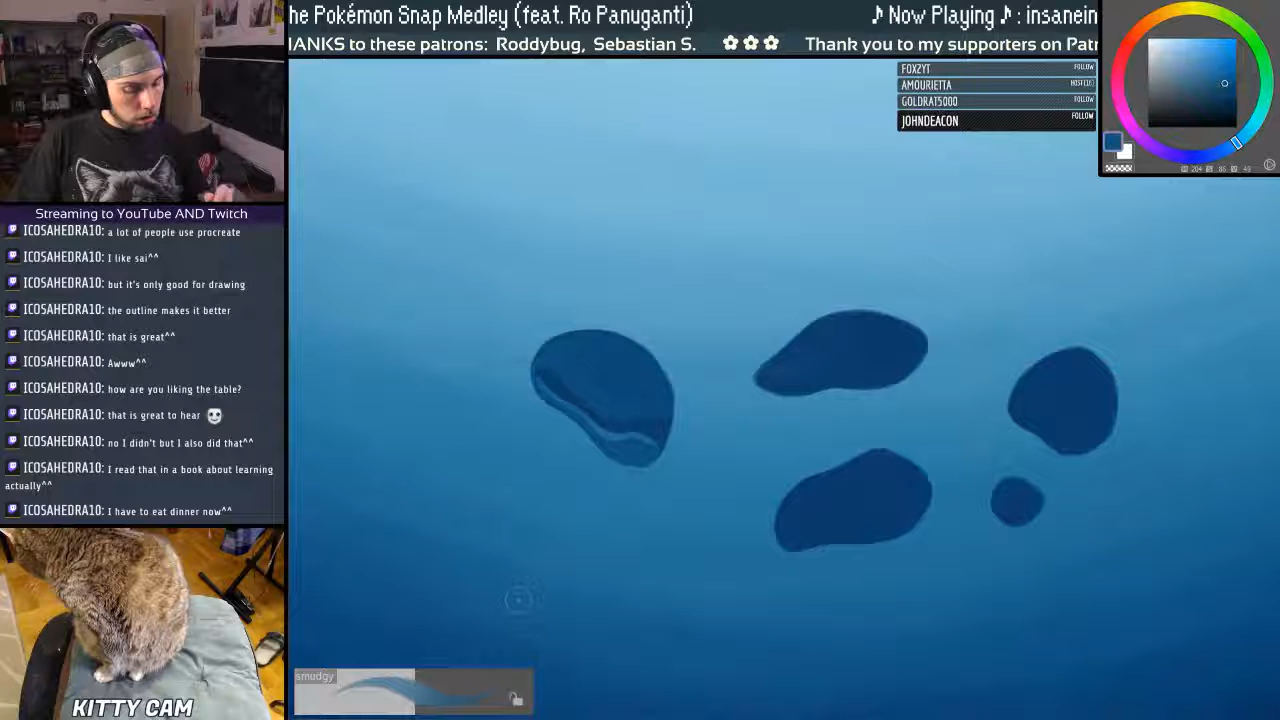 he Pokémon Snap Medley (feat. Ro Panuganti) ♪ Now Playing ♪ : insanein
IANKS to these patrons: Roddybug, Sebastian S. ✿ ✿ ✿ Thank you to my supporters on Patr
FOXZYT FOLLOW
AMOURIETTA HOST(16)
GOLDRAT5000 FOLLOW
JOHNDEACON FOLLOW
Streaming to YouTube AND Twitch
ICOSAHEDRA10: a lot of people use procreate
ICOSAHEDRA10: I like sai^^
ICOSAHEDRA10: but it's only good for drawing
ICOSAHEDRA10: the outline makes it better
ICOSAHEDRA10: that is great^^
ICOSAHEDRA10: Awww^^
ICOSAHEDRA10: how are you liking the table?
ICOSAHEDRA10: that is great to hear
ICOSAHEDRA10: no I didn't but I also did that^^
ICOSAHEDRA10: I read that in a book about learning
actually^^
ICOSAHEDRA10: I have to eat dinner now^^
smudgy
KITTY CAM